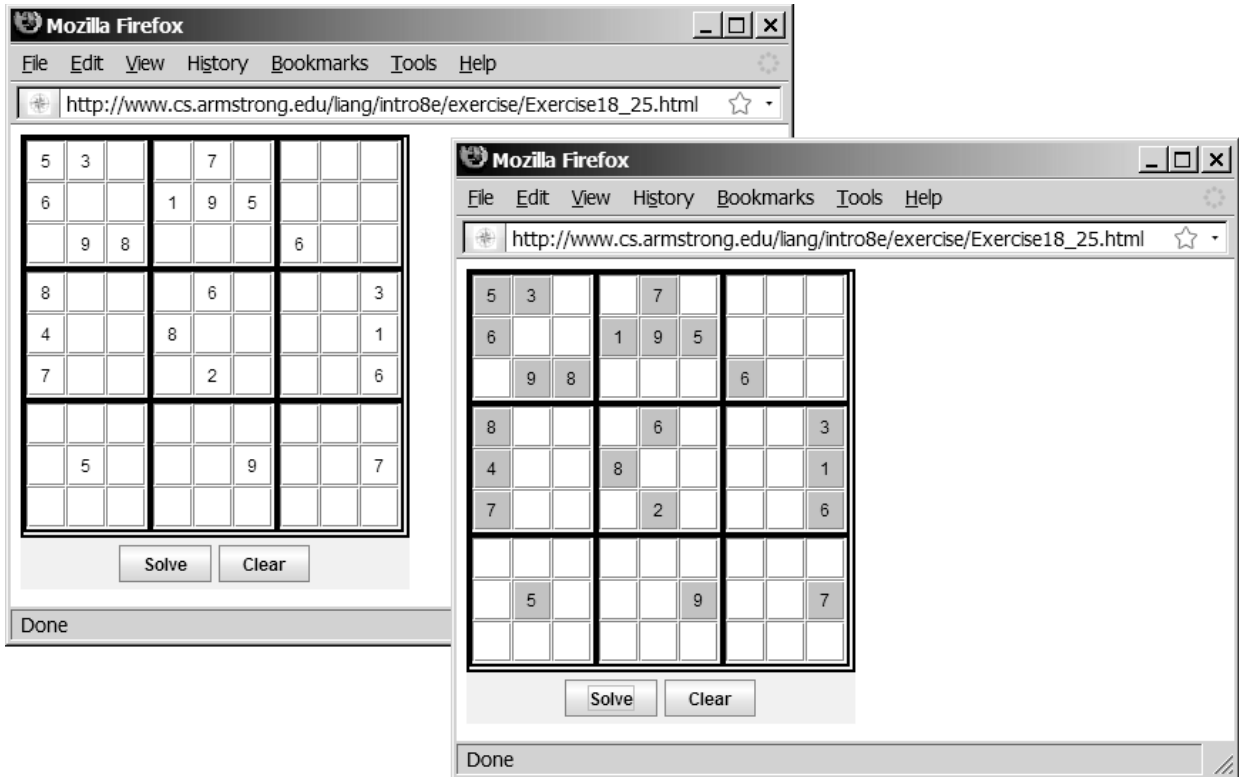 Mozilla Firefox
File Edit View History Bookmarks Tools Help
http://www.cs.armstrong.edu/liang/intro8e/exercise/Exercise18_25.html
5 3 7
6 1 9 5
9 8 6
8 6 3
4 8 1
7 2 6
5 9 7
Solve Clear
Done
Mozilla Firefox
File Edit View History Bookmarks Tools Help
http://www.cs.armstrong.edu/liang/intro8e/exercise/Exercise18_25.html
5 3 7
6 1 9 5
9 8 6
8 6 3
4 8 1
7 2 6
5 9 7
Solve Clear
Done